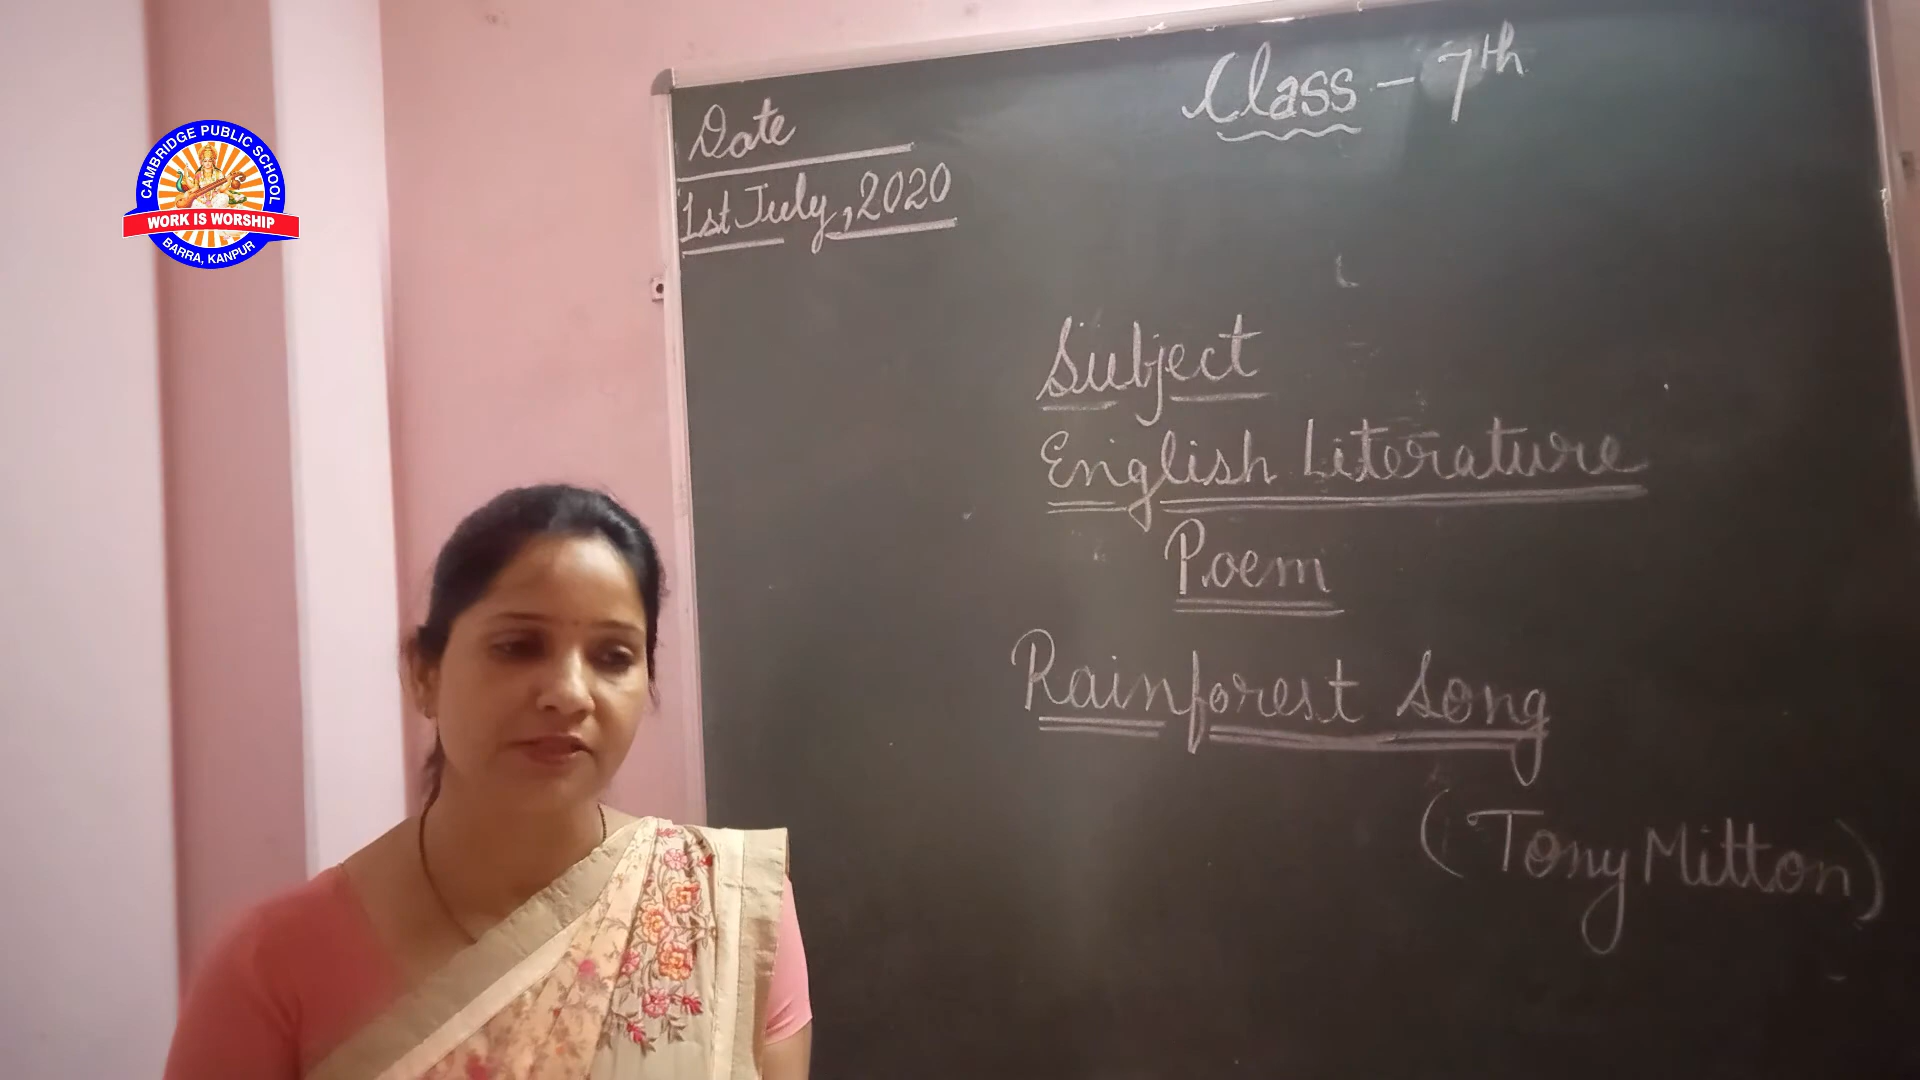 CAMBRIDGE PUBLIC SCHOOL
WORK IS WORSHIP
BARRA, KANPUR
Class - 7th
Date
1st July, 2020
Subject
English Literature
Poem
Rainforest Song
(Tony Mitton)